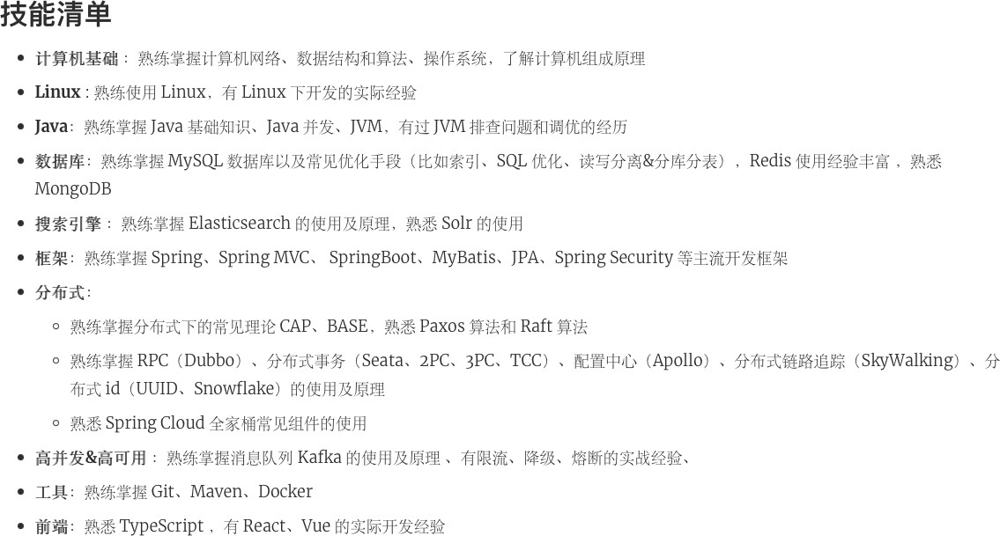 技能清单
计算机基础： 熟练掌握计算机网络、数据结构和算法、操作系统，了解计算机组成原理
Linux : 熟练使用 Linux，有 Linux 下开发的实际经验
Java：熟练掌握 Java 基础知识、Java 并发、JVM，有过 JVM 排查问题和调优的经历
数据库：熟练掌握 MySQL 数据库以及常见优化手段（比如索引、SQL 优化、读写分离&分库分表），Redis 使用经验丰富 ，熟悉
MongoDB
搜索引擎 ：熟练掌握 Elasticsearch 的使用及原理，熟悉 Solr 的使用
框架：熟练掌握 Spring、Spring MVC、 SpringBoot、MyBatis、JPA、Spring Security 等主流开发框架
分布式：
熟练掌握分布式下的常见理论 CAP、BASE，熟悉 Paxos 算法和 Raft 算法
熟练掌握 RPC（Dubbo）、分布式事务（Seata、2PC、3PC、TCC）、配置中心（Apollo）、分布式链路追踪（SkyWalking）、分
布式 id（UUID、Snowflake）的使用及原理
熟悉 Spring Cloud 全家桶常见组件的使用
高并发&高可用 ：熟练掌握消息队列 Kafka 的使用及原理 、有限流、降级、熔断的实战经验、
工具：熟练掌握 Git、Maven、Docker
前端：熟悉 TypeScript ，有 React、Vue 的实际开发经验